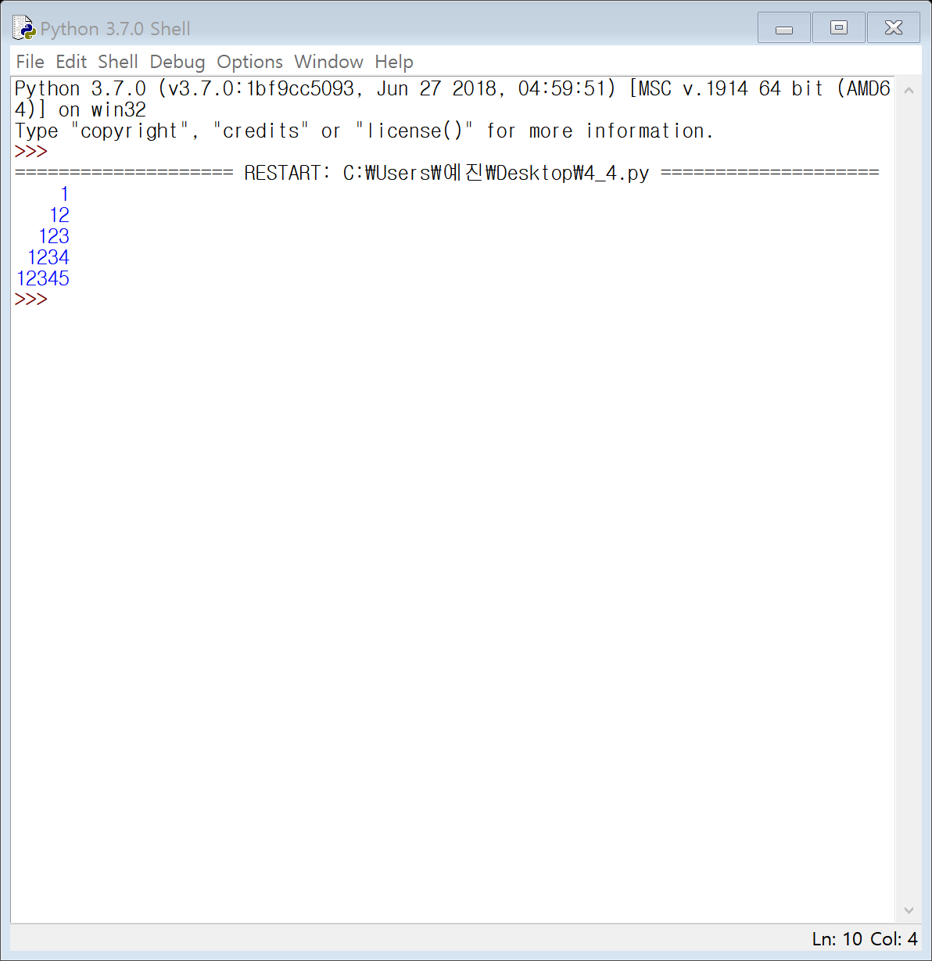 Python 3.7.0 Shell
File Edit Shell Debug Options Window Help
Python 3.7.0 (v3.7.0:1bf9cc5093, Jun 27 2018, 04:59:51) [MSC v.1914 64 bit (AMD6
4)] on win32
Type "copyright", "credits" or "license()" for more information.
>>>
==================== RESTART: C:₩Users₩예진₩Desktop₩4_4.py ====================
    1
   12
  123
 1234
12345
>>>
Ln: 10 Col: 4